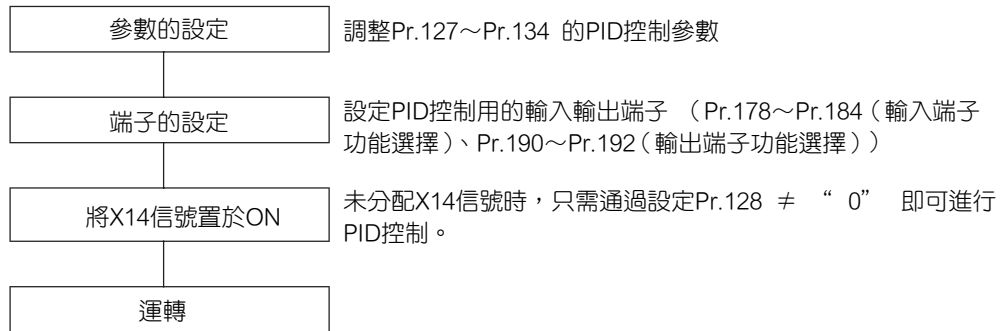 參數的設定
調整Pr.127～Pr.134 的PID控制參數
端子的設定
設定PID控制用的輸入輸出端子 （Pr.178～Pr.184（輸入端子
功能選擇）、Pr.190～Pr.192（輸出端子功能選擇））
將X14信號置於ON
未分配X14信號時，只需通過設定Pr.128 ≠ “ 0” 即可進行
PID控制。
運轉